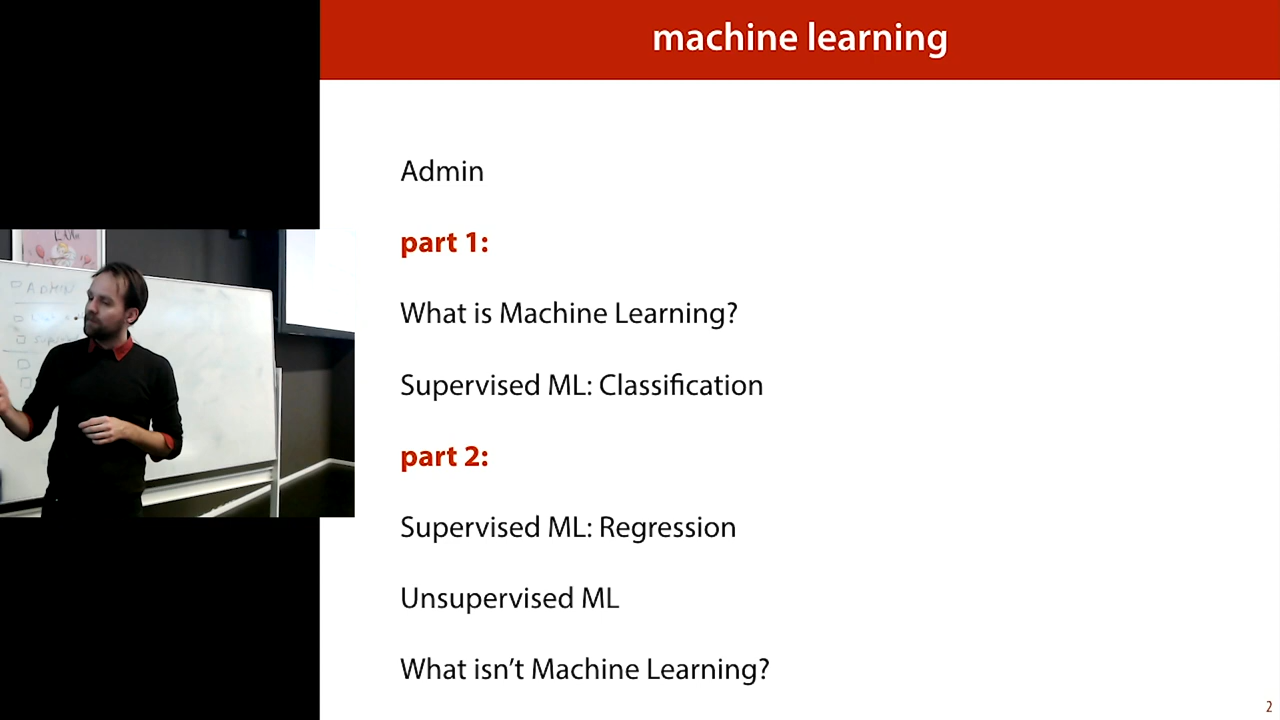 machine learning
Admin
part 1:
What is Machine Learning?
Supervised ML: Classification
part 2:
Supervised ML: Regression
Unsupervised ML
What isn't Machine Learning?
2
ADMIN